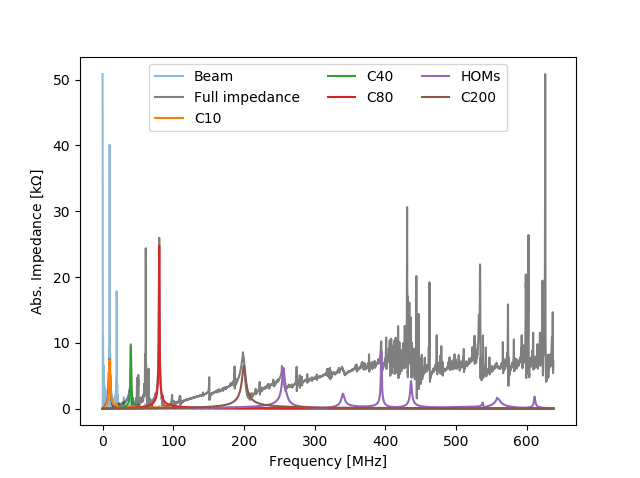 Beam
Full impedance
C10
C40
C80
HOMs
C200
Abs. Impedance [kΩ]
50
40
30
20
10
0
0 100 200 300 400 500 600
Frequency [MHz]